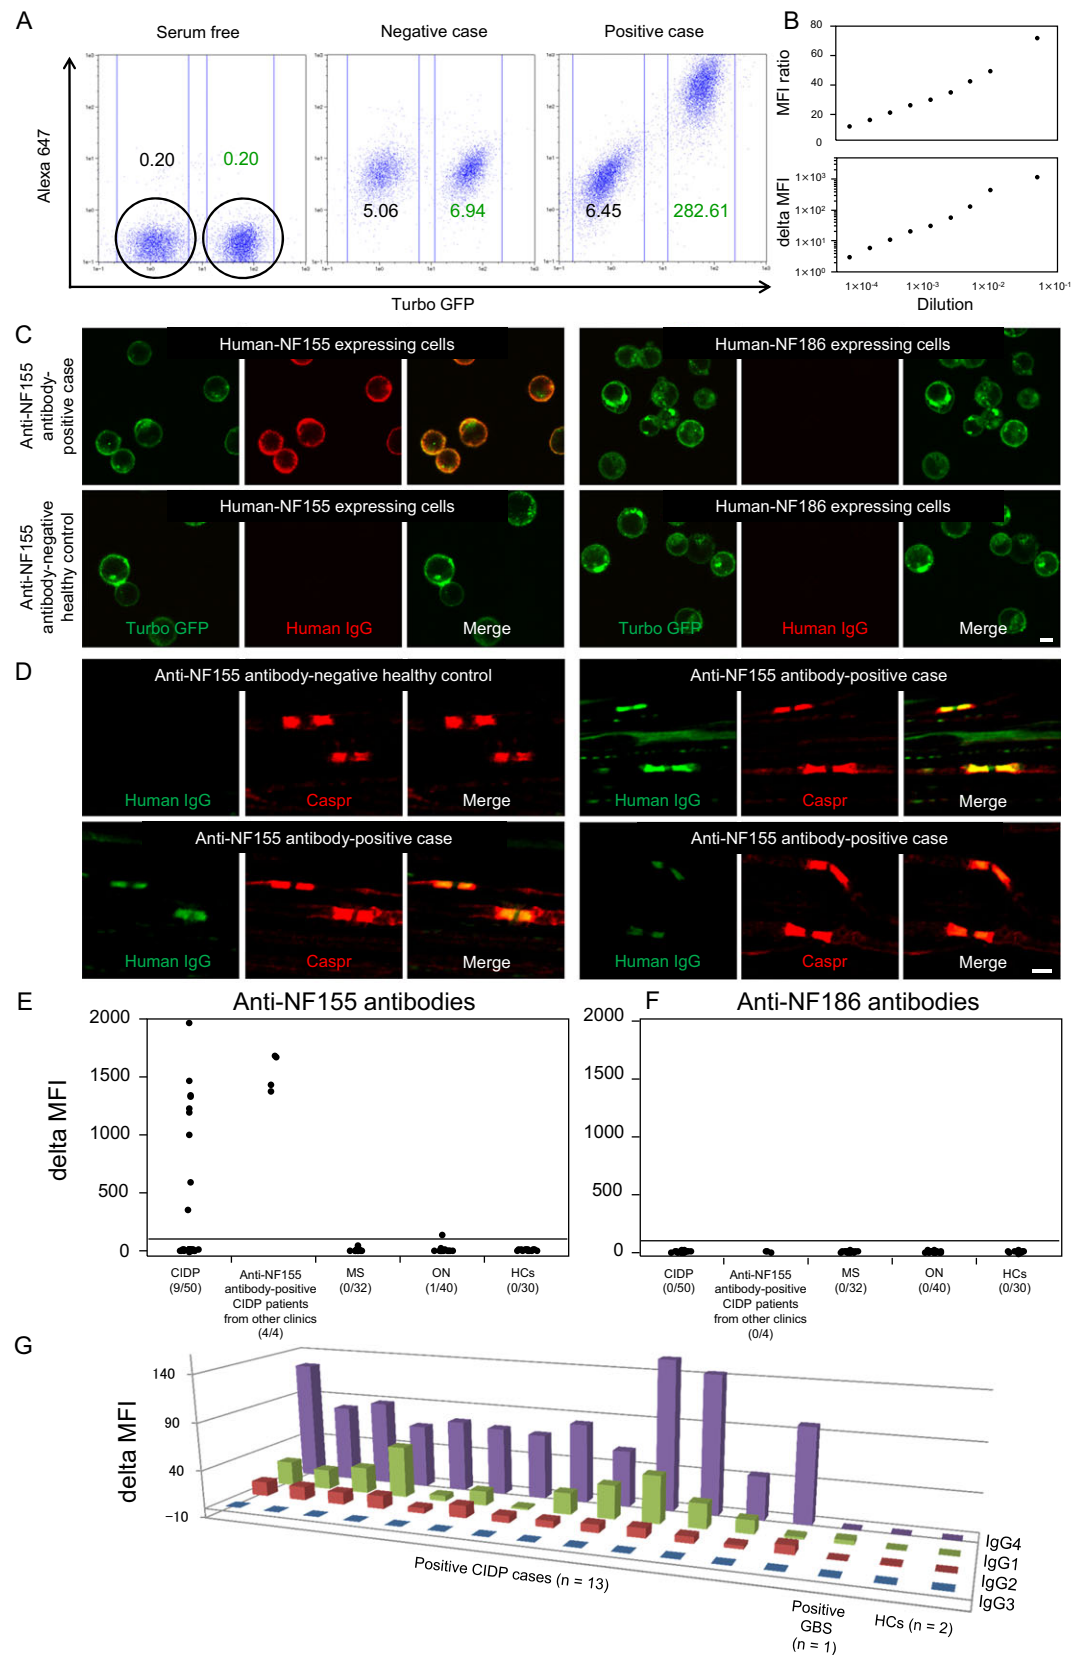 A
Serum free
Negative case
Positive case
Alexa 647
0.20
0.20
5.06
6.94
6.45
282.61
Turbo GFP
B
MFI ratio
80
60
40
20
0
delta MFI
1×10³
1×10²
1×10¹
1×10⁰
1×10⁻⁴
1×10⁻³
1×10⁻²
1×10⁻¹
Dilution
C
Anti-NF155
antibody-
positive case
Human-NF155 expressing cells
Human-NF186 expressing cells
Anti-NF155
antibody-negative
healthy control
Human-NF155 expressing cells
Human-NF186 expressing cells
Turbo GFP
Human IgG
Merge
Turbo GFP
Human IgG
Merge
D
Anti-NF155 antibody-negative healthy control
Anti-NF155 antibody-positive case
Human IgG
Caspr
Merge
Human IgG
Caspr
Merge
Anti-NF155 antibody-positive case
Anti-NF155 antibody-positive case
Human IgG
Caspr
Merge
Human IgG
Caspr
Merge
E
Anti-NF155 antibodies
delta MFI
2000
1500
1000
500
0
CIDP
(9/50)
Anti-NF155
antibody-positive
CIDP patients
from other clinics
(4/4)
MS
(0/32)
ON
(1/40)
HCs
(0/30)
F
Anti-NF186 antibodies
2000
1500
1000
500
0
CIDP
(0/50)
Anti-NF155
antibody-positive
CIDP patients
from other clinics
(0/4)
MS
(0/32)
ON
(0/40)
HCs
(0/30)
G
delta MFI
140
90
40
−10
IgG4
IgG1
IgG2
IgG3
Positive CIDP cases (n = 13)
Positive
GBS
(n = 1)
HCs (n = 2)